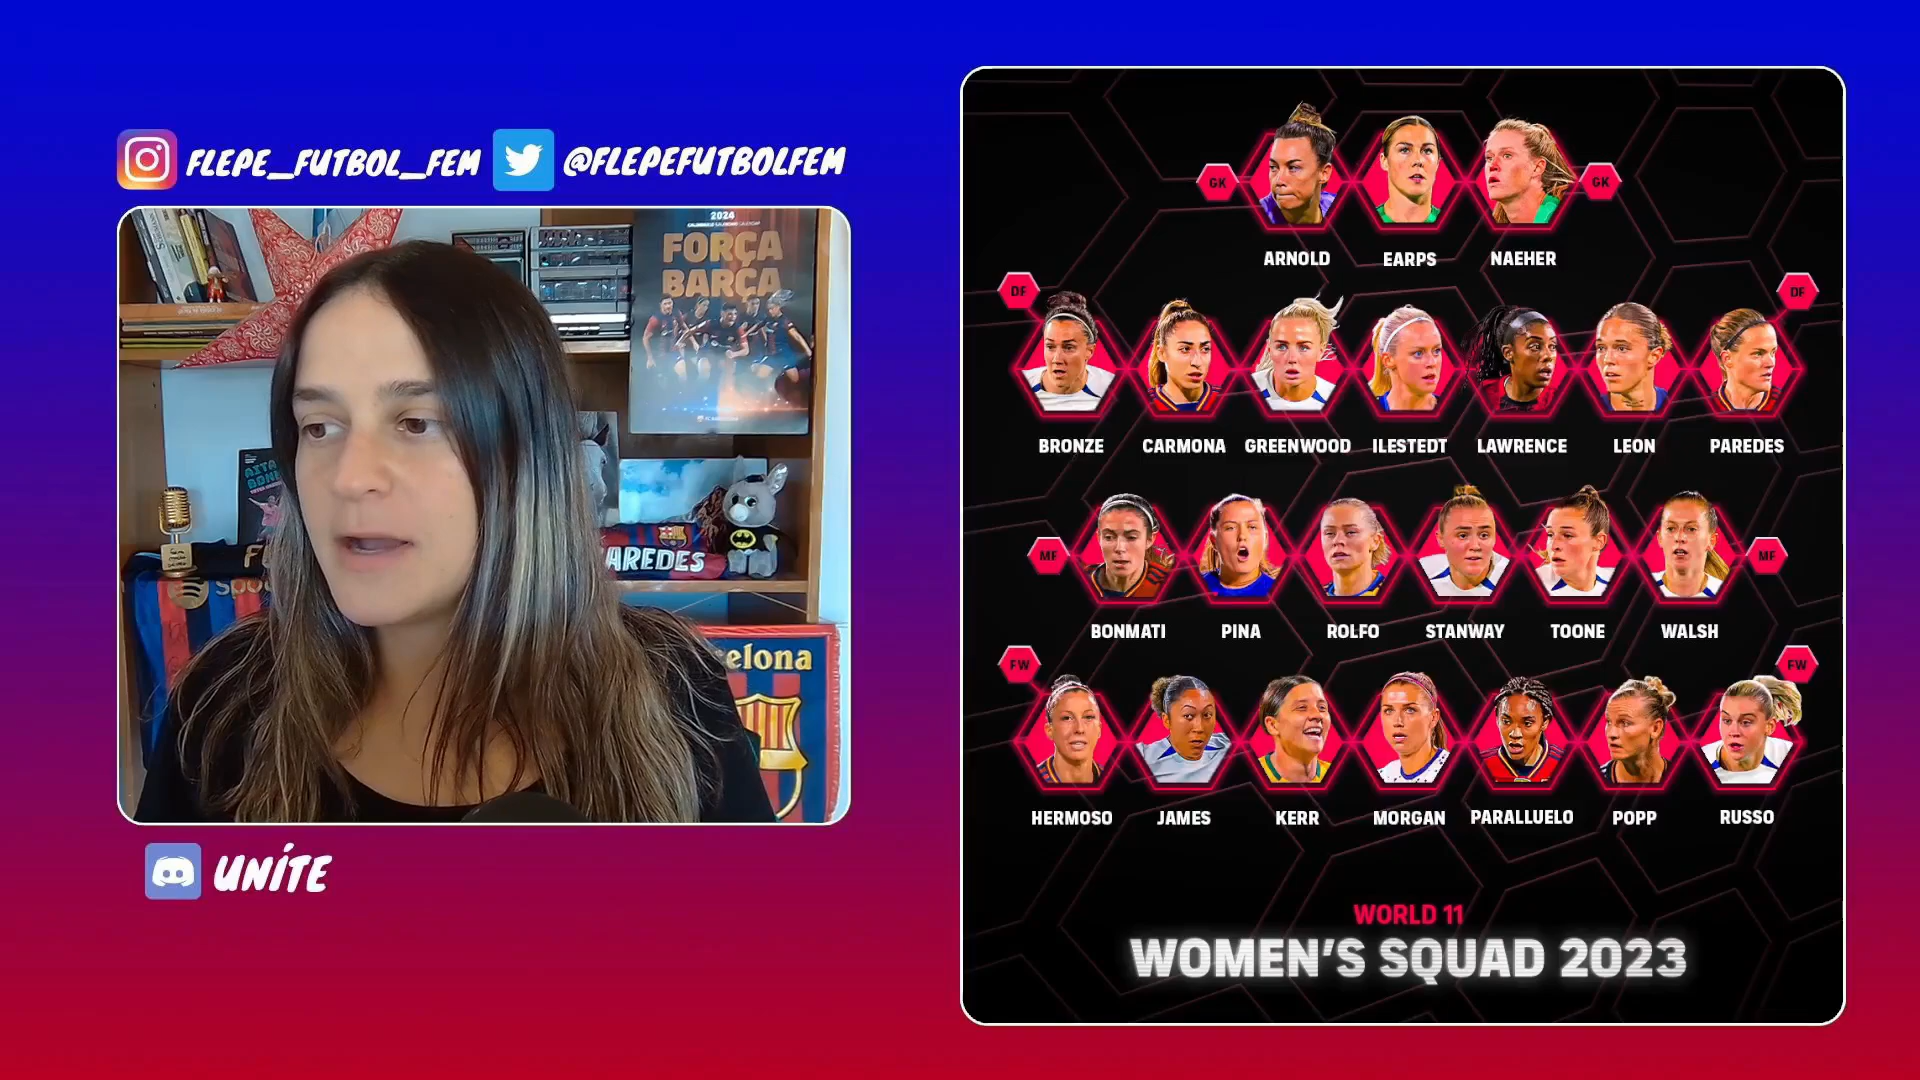 FLEPE_FUTBOL_FEM @FLEPEFUTBOLFEM
2024
FORÇA
BARÇA
PAREDES
elona
UNÍTE
GK GK
ARNOLD EARPS NAEHER
DF DF
BRONZE CARMONA GREENWOOD ILESTEDT LAWRENCE LEON PAREDES
MF MF
BONMATI PINA ROLFO STANWAY TOONE WALSH
FW FW
HERMOSO JAMES KERR MORGAN PARALLUELO POPP RUSSO
WORLD 11
WOMEN'S SQUAD 2023